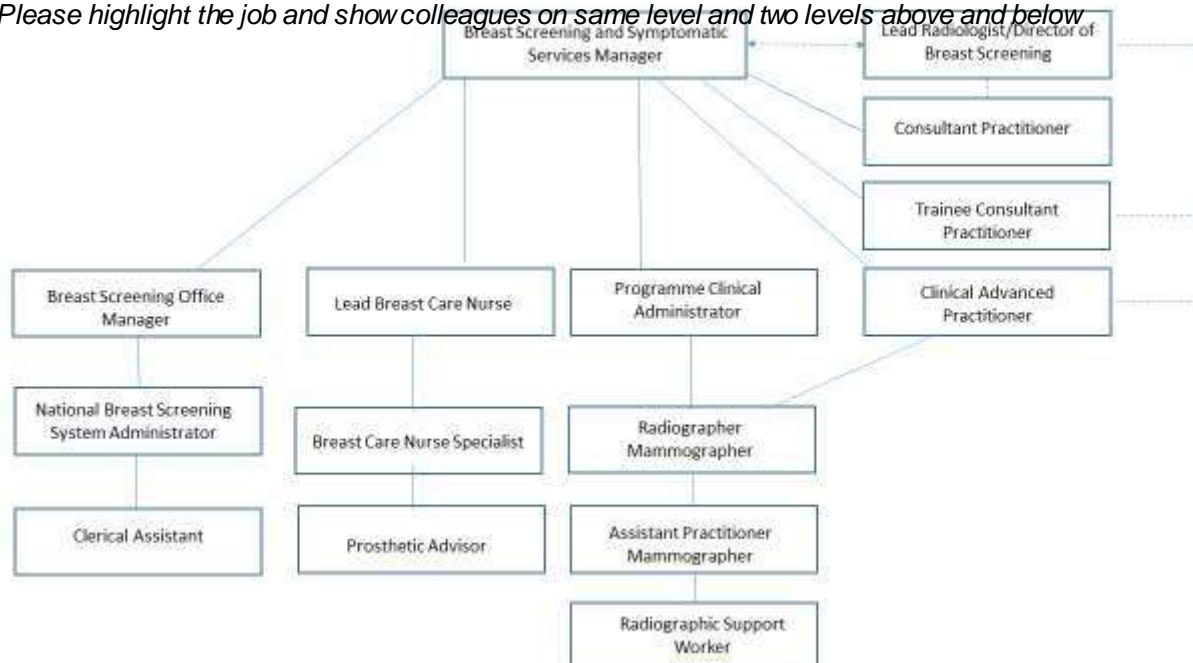 Please highlight the job and show colleagues on same level and two levels above and below
Breast Screening and Symptomatic
Services Manager
Lead Radiologist/Director of
Breast Screening
Consultant Practitioner
Trainee Consultant
Practitioner
Breast Screening Office
Manager
Lead Breast Care Nurse
Programme Clinical
Administrator
Clinical Advanced
Practitioner
National Breast Screening
System Administrator
Breast Care Nurse Specialist
Radiographer
Mammographer
Clerical Assistant
Prosthetic Advisor
Assistant Practitioner
Mammographer
Radiographic Support
Worker